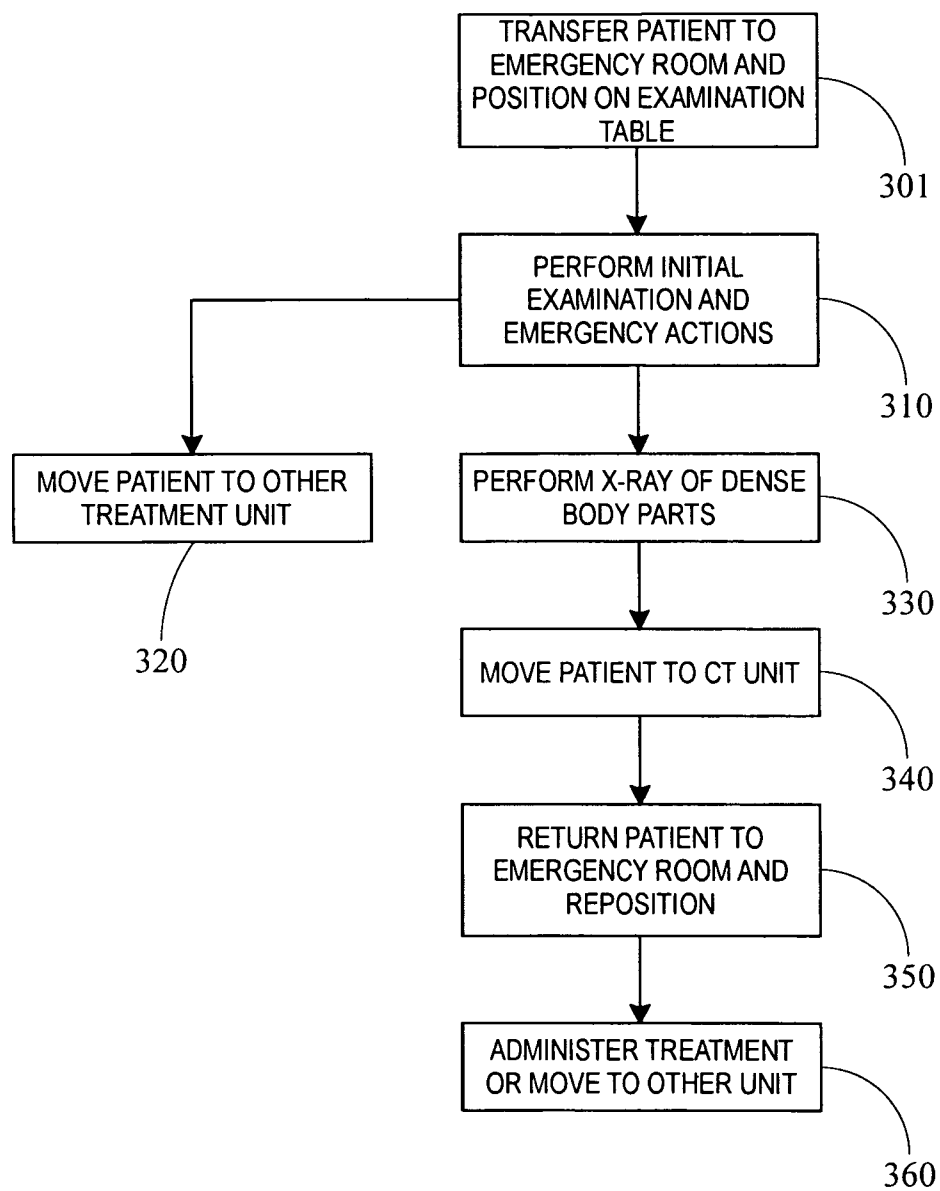 TRANSFER PATIENT TO
EMERGENCY ROOM AND
POSITION ON EXAMINATION
TABLE
301
PERFORM INITIAL
EXAMINATION AND
EMERGENCY ACTIONS
310
MOVE PATIENT TO OTHER
TREATMENT UNIT
320
PERFORM X-RAY OF DENSE
BODY PARTS
330
MOVE PATIENT TO CT UNIT
340
RETURN PATIENT TO
EMERGENCY ROOM AND
REPOSITION
350
ADMINISTER TREATMENT
OR MOVE TO OTHER UNIT
360